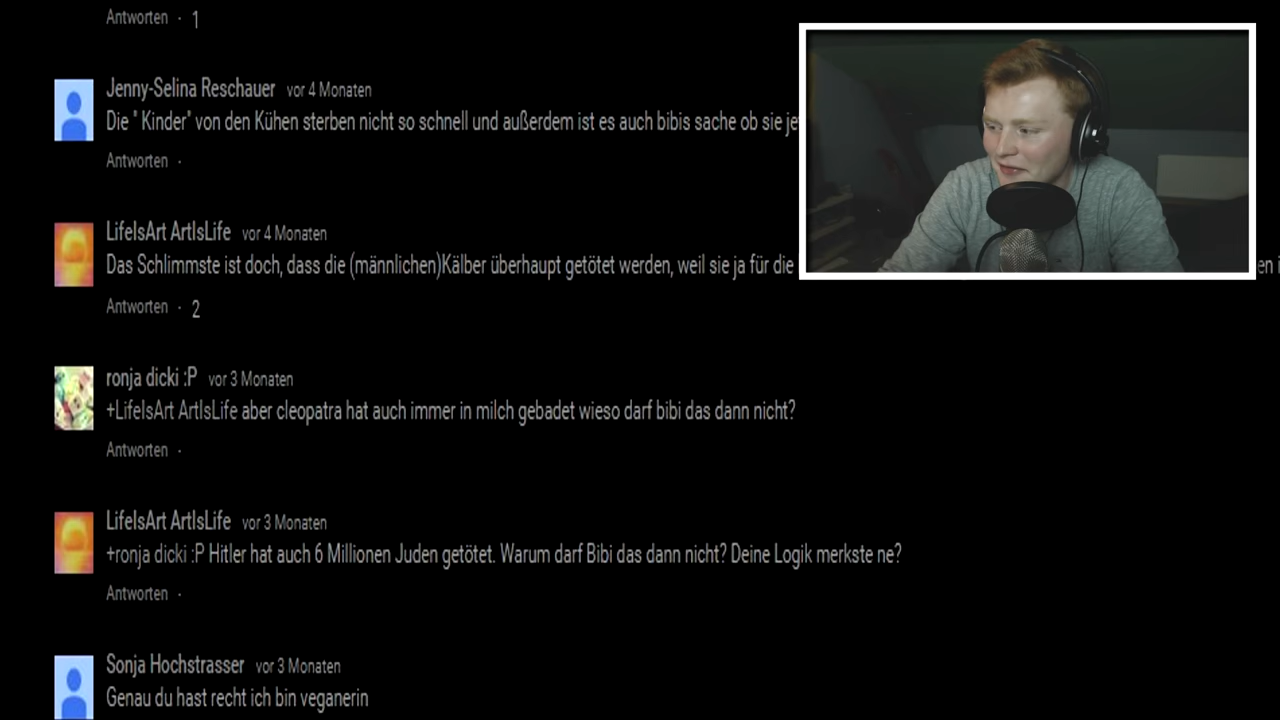 Antworten · 1
Jenny-Selina Reschauer vor 4 Monaten
Die " Kinder" von den Kühen sterben nicht so schnell und außerdem ist es auch bibis sache ob sie
Antworten ·
LifeIsArt ArtIsLife vor 4 Monaten
Das Schlimmste ist doch, dass die (männlichen)Kälber überhaupt getötet werden, weil sie ja für die
Antworten · 2
ronja dicki :P vor 3 Monaten
+LifeIsArt ArtIsLife aber cleopatra hat auch immer in milch gebadet wieso darf bibi das dann nicht?
Antworten ·
LifeIsArt ArtIsLife vor 3 Monaten
+ronja dicki :P Hitler hat auch 6 Millionen Juden getötet. Warum darf Bibi das dann nicht? Deine Logik merkste ne?
Antworten ·
Sonja Hochstrasser vor 3 Monaten
Genau du hast recht ich bin veganerin